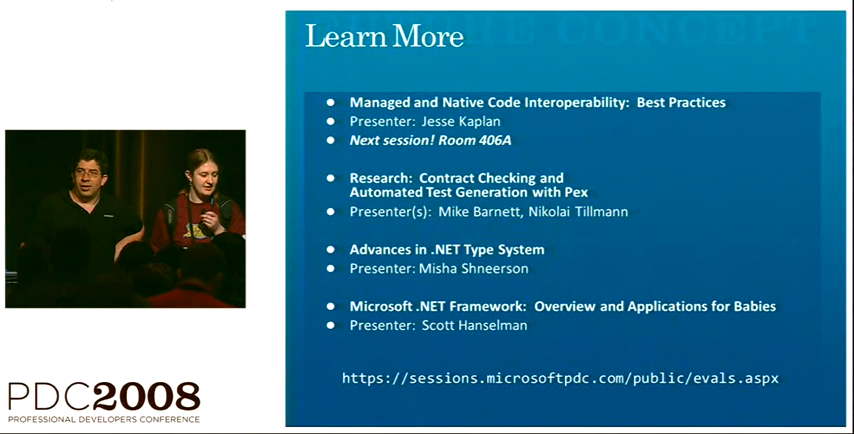 Learn More
Managed and Native Code Interoperability: Best Practices
Presenter: Jesse Kaplan
Next session! Room 406A
Research: Contract Checking and
Automated Test Generation with Pex
Presenter(s): Mike Barnett, Nikolai Tillmann
Advances in .NET Type System
Presenter: Misha Shneerson
Microsoft .NET Framework: Overview and Applications for Babies
Presenter: Scott Hanselman
https://sessions.microsoftpdc.com/public/evals.aspx
PDC2008
PROFESSIONAL DEVELOPERS CONFERENCE